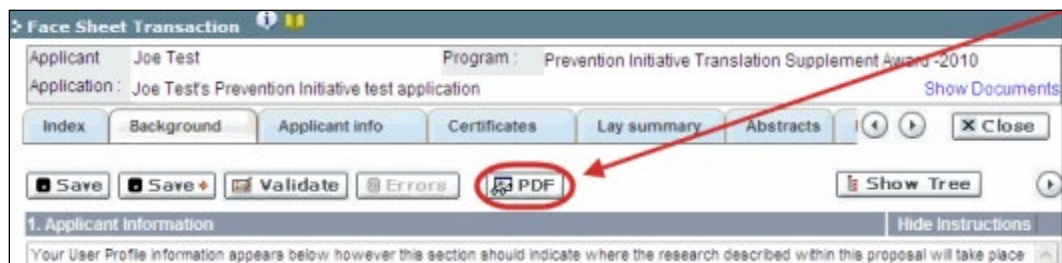 Face Sheet Transaction
Applicant Joe Test Program : Prevention Initiative Translation Supplement Award -2010
Application : Joe Test's Prevention Initiative test application Show Documents
Index Background Applicant info Certificates Lay summary Abstracts Close
Save Save Validate Errors PDF Show Tree
1. Applicant Information Hide Instructions
Your User Profile information appears below however this section should indicate where the research described within this proposal will take place